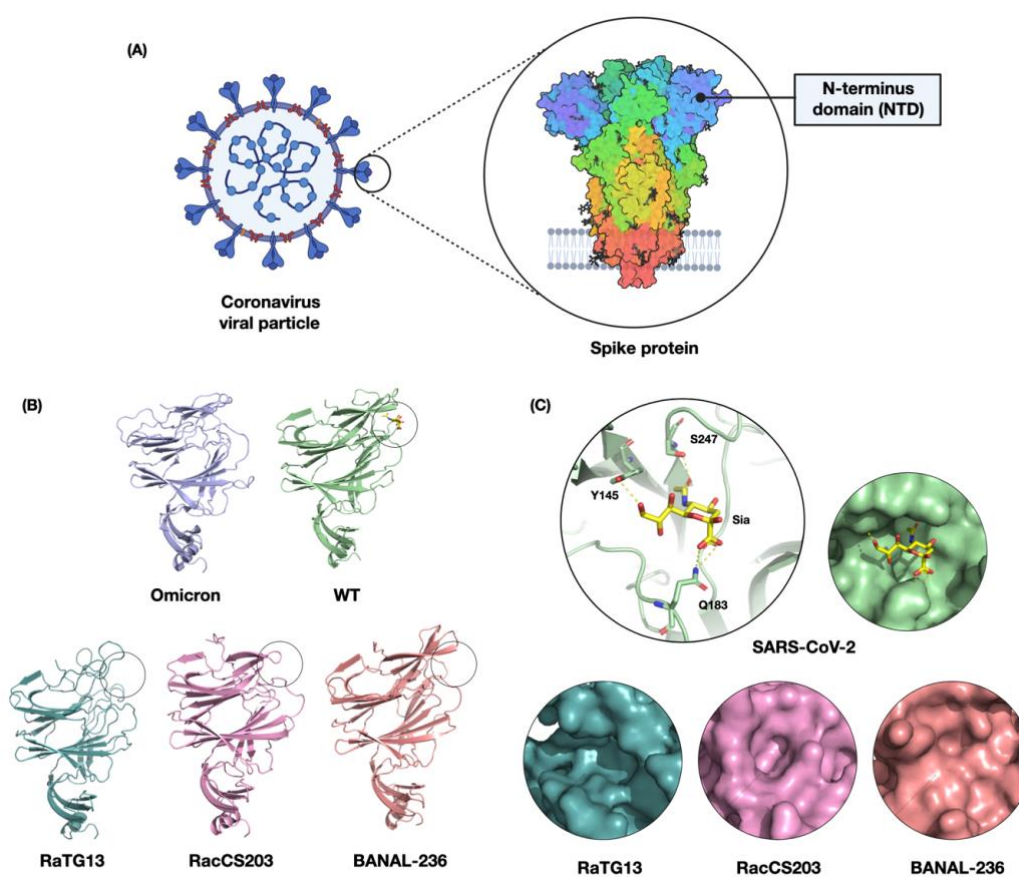 (A)
N-terminus
domain (NTD)
Coronavirus
viral particle
Spike protein
(B)
Omicron
WT
RaTG13
RacCS203
BANAL-236
(C)
S247
Y145
Sia
Q183
SARS-CoV-2
RaTG13
RacCS203
BANAL-236